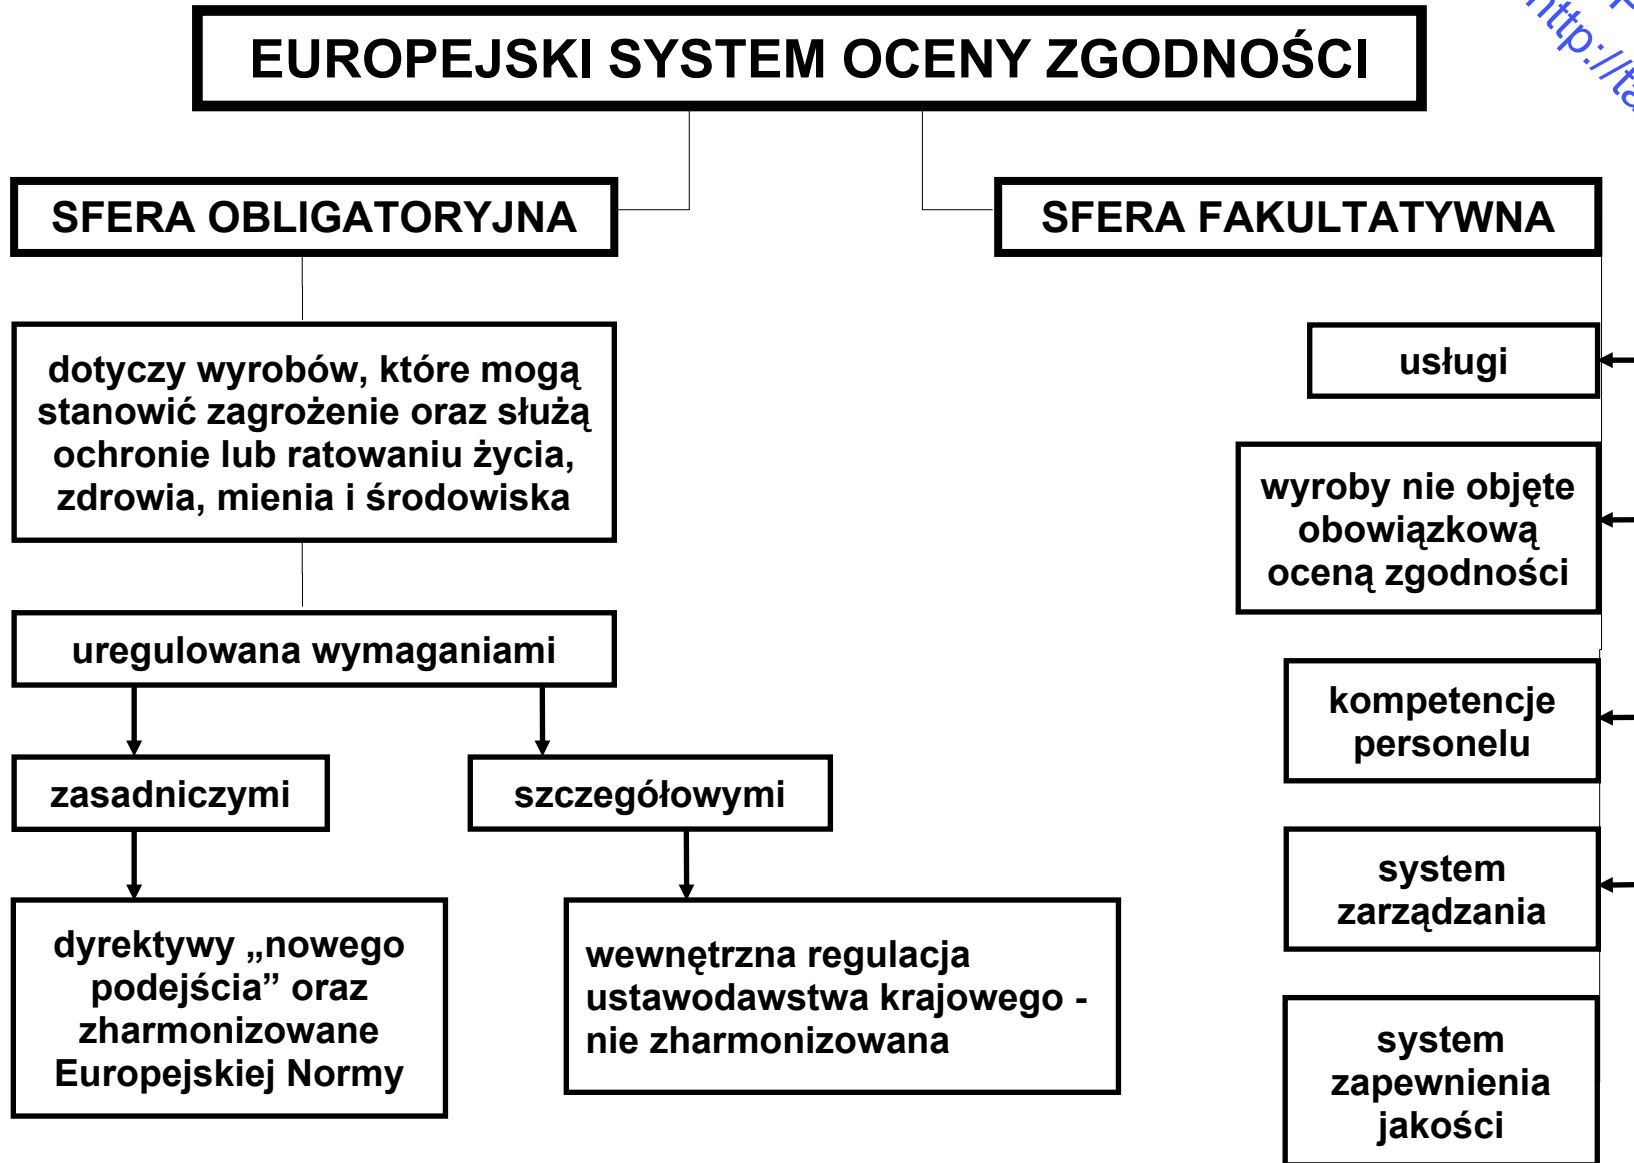 EUROPEJSKI SYSTEM OCENY ZGODNOŚCI
SFERA OBLIGATORYJNA
dotyczy wyrobów, które mogą
stanowić zagrożenie oraz służą
ochronie lub ratowaniu życia,
zdrowia, mienia i środowiska
uregulowana wymaganiami
zasadniczymi
szczegółowymi
dyrektywy „nowego
podejścia” oraz
zharmonizowane
Europejskiej Normy
wewnętrzna regulacja
ustawodawstwa krajowego -
nie zharmonizowana
SFERA FAKULTATYWNA
usługi
wyroby nie objęte
obowiązkową
oceną zgodności
kompetencje
personelu
system
zarządzania
system
zapewnienia
jakości